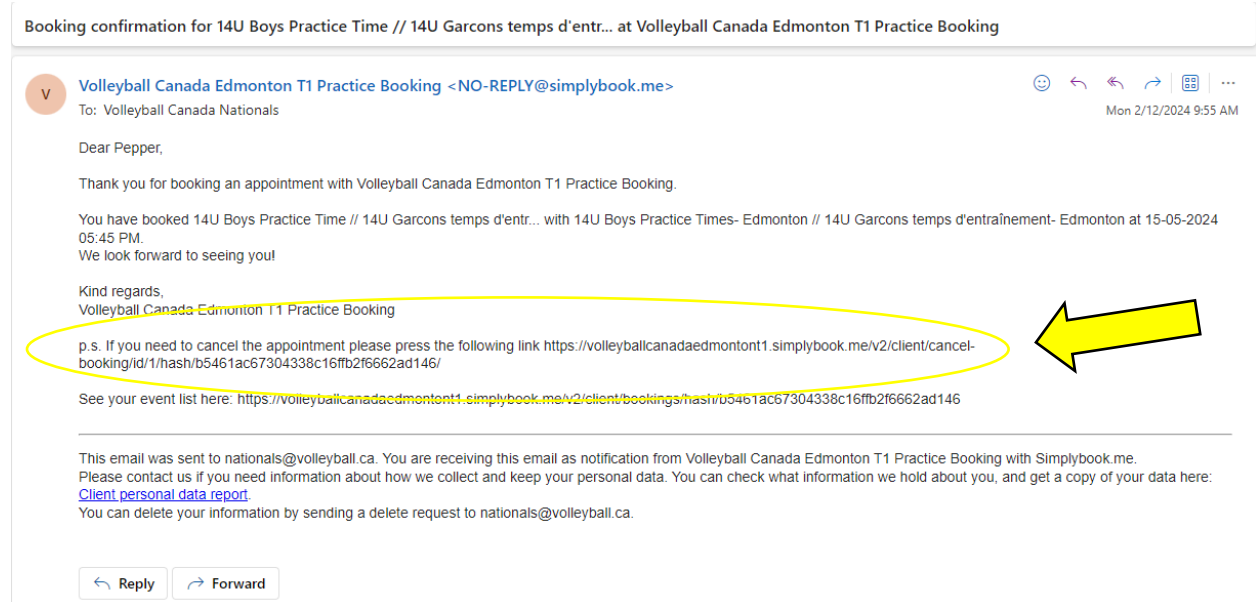 Booking confirmation for 14U Boys Practice Time // 14U Garcons temps d'entr... at Volleyball Canada Edmonton T1 Practice Booking
V
Volleyball Canada Edmonton T1 Practice Booking <NO-REPLY@simplybook.me>
To: Volleyball Canada Nationals
Mon 2/12/2024 9:55 AM
Dear Pepper,
Thank you for booking an appointment with Volleyball Canada Edmonton T1 Practice Booking.
You have booked 14U Boys Practice Time // 14U Garcons temps d'entr... with 14U Boys Practice Times- Edmonton // 14U Garcons temps d'entraînement- Edmonton at 15-05-2024
05:45 PM.
We look forward to seeing you!
Kind regards,
Volleyball Canada Edmonton T1 Practice Booking
p.s. If you need to cancel the appointment please press the following link https://volleyballcanadaedmontont1.simplybook.me/v2/client/cancel-
booking/id/1/hash/b5461ac67304338c16ffb2f6662ad146/
See your event list here: https://volleyballcanadaedmontont1.simplybook.me/v2/client/bookings/hash/b5461ac67304338c16ffb2f6662ad146
This email was sent to nationals@volleyball.ca. You are receiving this email as notification from Volleyball Canada Edmonton T1 Practice Booking with Simplybook.me.
Please contact us if you need information about how we collect and keep your personal data. You can check what information we hold about you, and get a copy of your data here:
Client personal data report.
You can delete your information by sending a delete request to nationals@volleyball.ca.
Reply
Forward